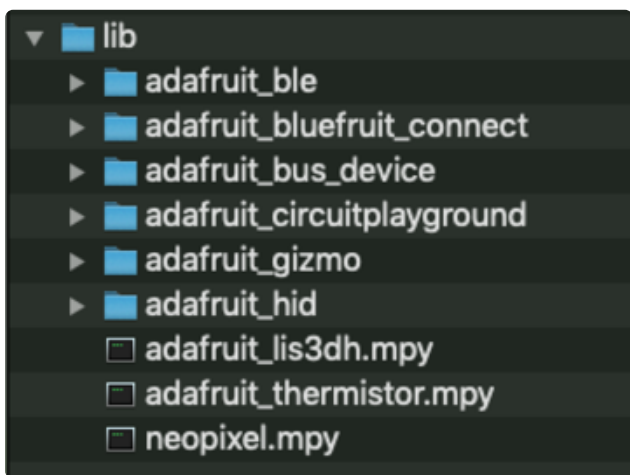 lib
adafruit_ble
adafruit_bluefruit_connect
adafruit_bus_device
adafruit_circuitplayground
adafruit_gizmo
adafruit_hid
adafruit_lis3dh.mpy
adafruit_thermistor.mpy
neopixel.mpy